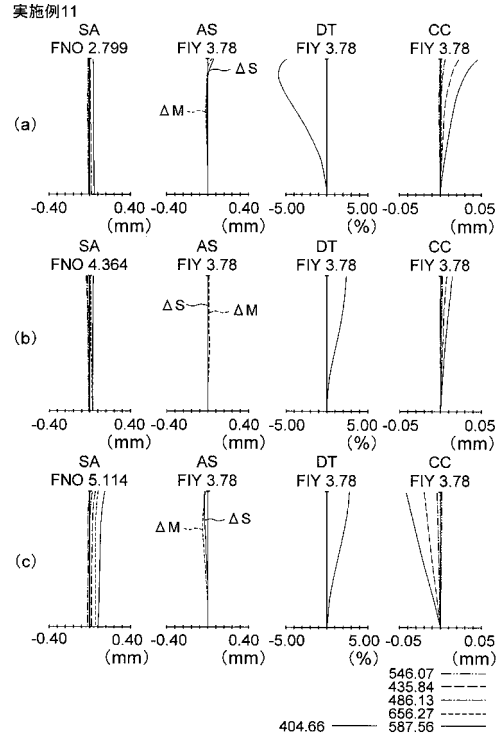 実施例11
SA AS DT CC
FNO 2.799 FIY 3.78 FIY 3.78 FIY 3.78
ΔS
ΔM
(a)
-0.40 0.40 -0.40 0.40 -5.00 5.00 -0.05 0.05
(mm) (mm) (%) (mm)
SA AS DT CC
FNO 4.364 FIY 3.78 FIY 3.78 FIY 3.78
ΔS ΔM
(b)
-0.40 0.40 -0.40 0.40 -5.00 5.00 -0.05 0.05
(mm) (mm) (%) (mm)
SA AS DT CC
FNO 5.114 FIY 3.78 FIY 3.78 FIY 3.78
ΔS
ΔM
(c)
-0.40 0.40 -0.40 0.40 -5.00 5.00 -0.05 0.05
(mm) (mm) (%) (mm)
546.07
435.84
486.13
656.27
404.66 587.56